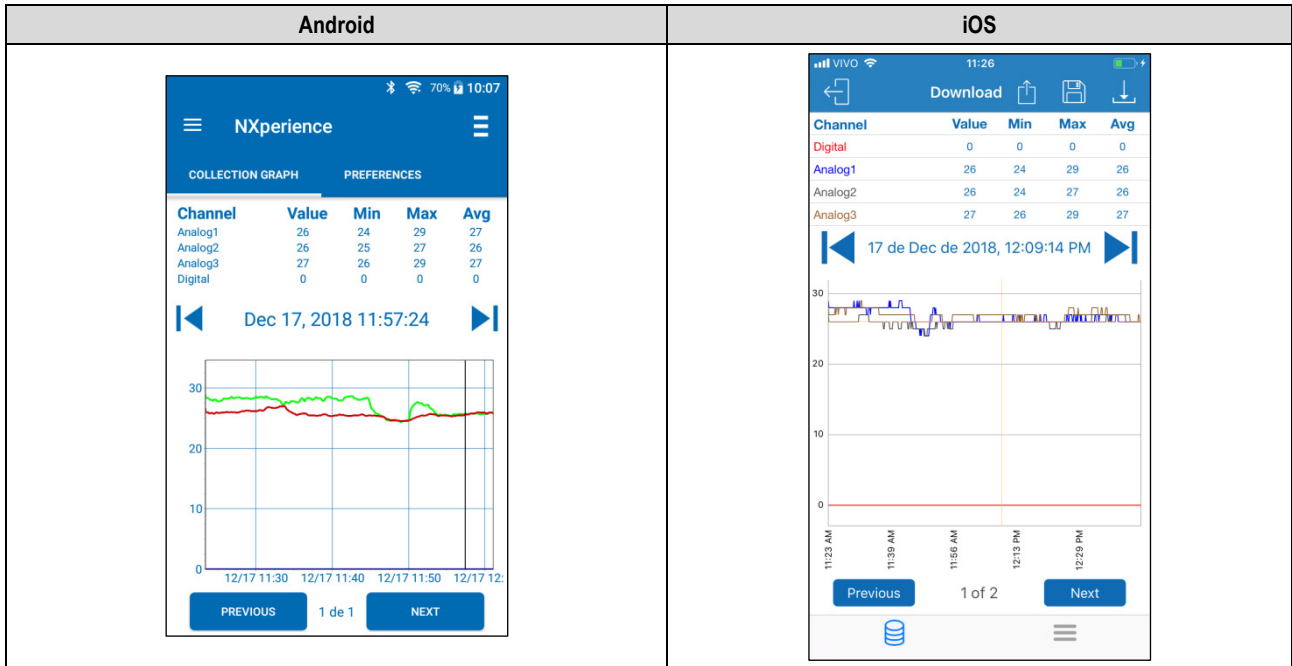 Android
iOS
70% 10:07
NXperience
COLLECTION GRAPH PREFERENCES
Channel Value Min Max Avg
Analog1 26 24 29 27
Analog2 26 25 27 26
Analog3 27 26 29 27
Digital 0 0 0 0
Dec 17, 2018 11:57:24
30
20
10
0
12/17 11:30 12/17 11:40 12/17 11:50 12/17 12:
PREVIOUS 1 de 1 NEXT
VIVO 11:26
Download
Channel Value Min Max Avg
Digital 0 0 0 0
Analog1 26 24 29 26
Analog2 26 24 27 26
Analog3 27 26 29 27
17 de Dec de 2018, 12:09:14 PM
30
20
10
0
11:23 AM 11:39 AM 11:56 AM 12:13 PM 12:29 PM
Previous 1 of 2 Next